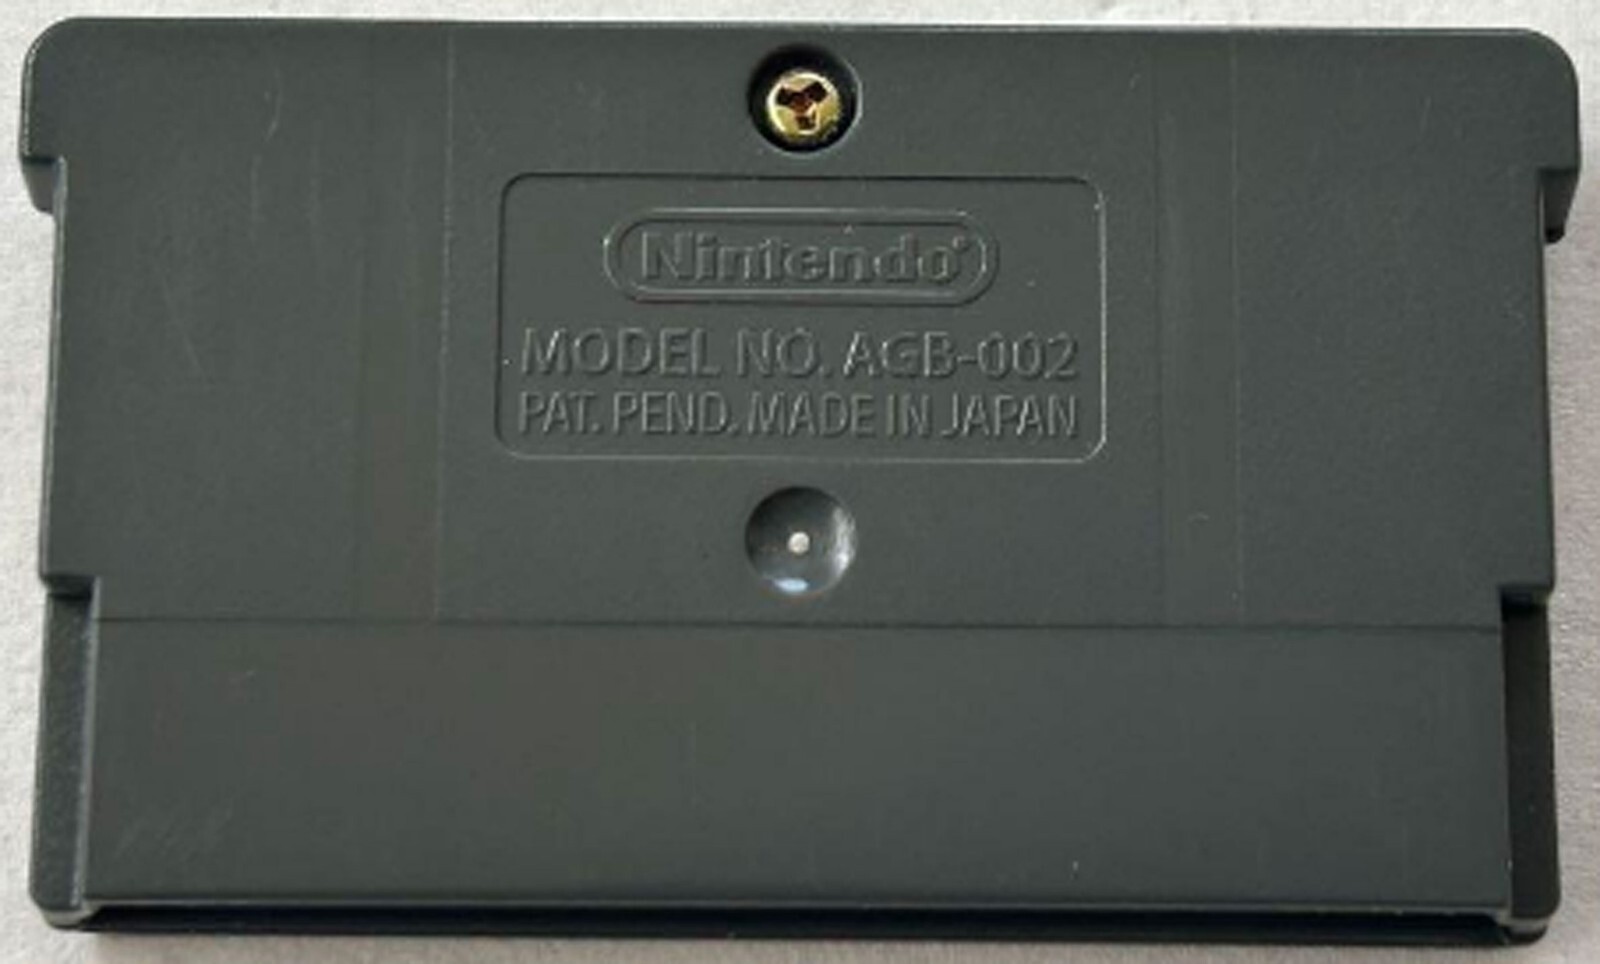 Nintendo®
MODEL NO. AGB-002
PAT. PEND. MADE IN JAPAN